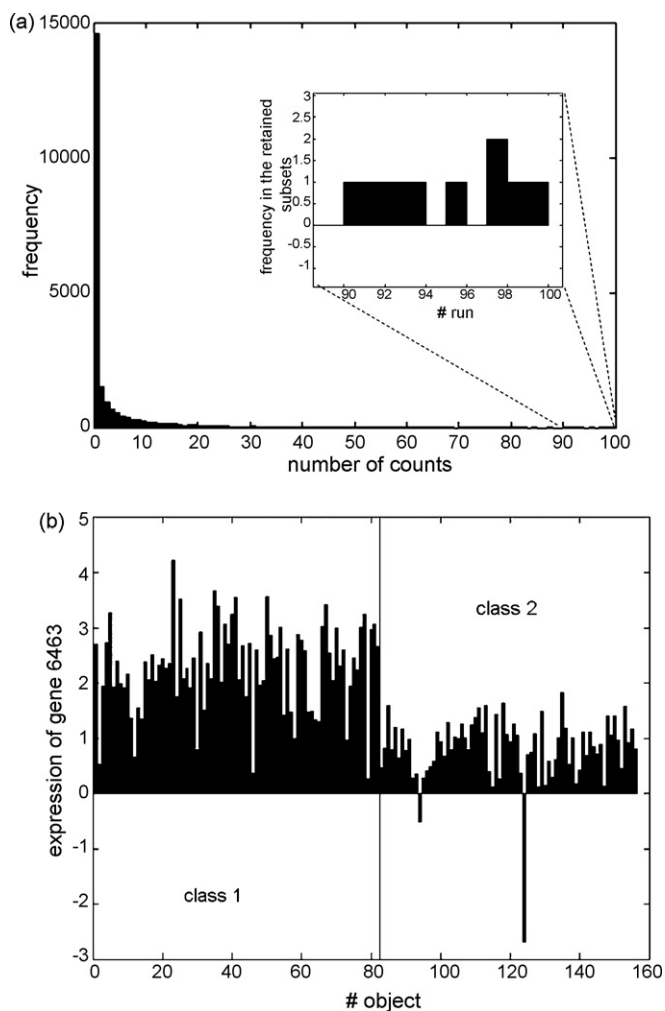 (a)
15000
10000
5000
0
frequency
0 10 20 30 40 50 60 70 80 90 100
number of counts
3
2.5
2
1.5
1
0.5
0
-0.5
-1
frequency in the retained
subsets
90 92 94 96 98 100
# run
(b)
5
4
3
2
1
0
-1
-2
-3
expression of gene 6463
class 2
class 1
0 20 40 60 80 100 120 140 160
# object